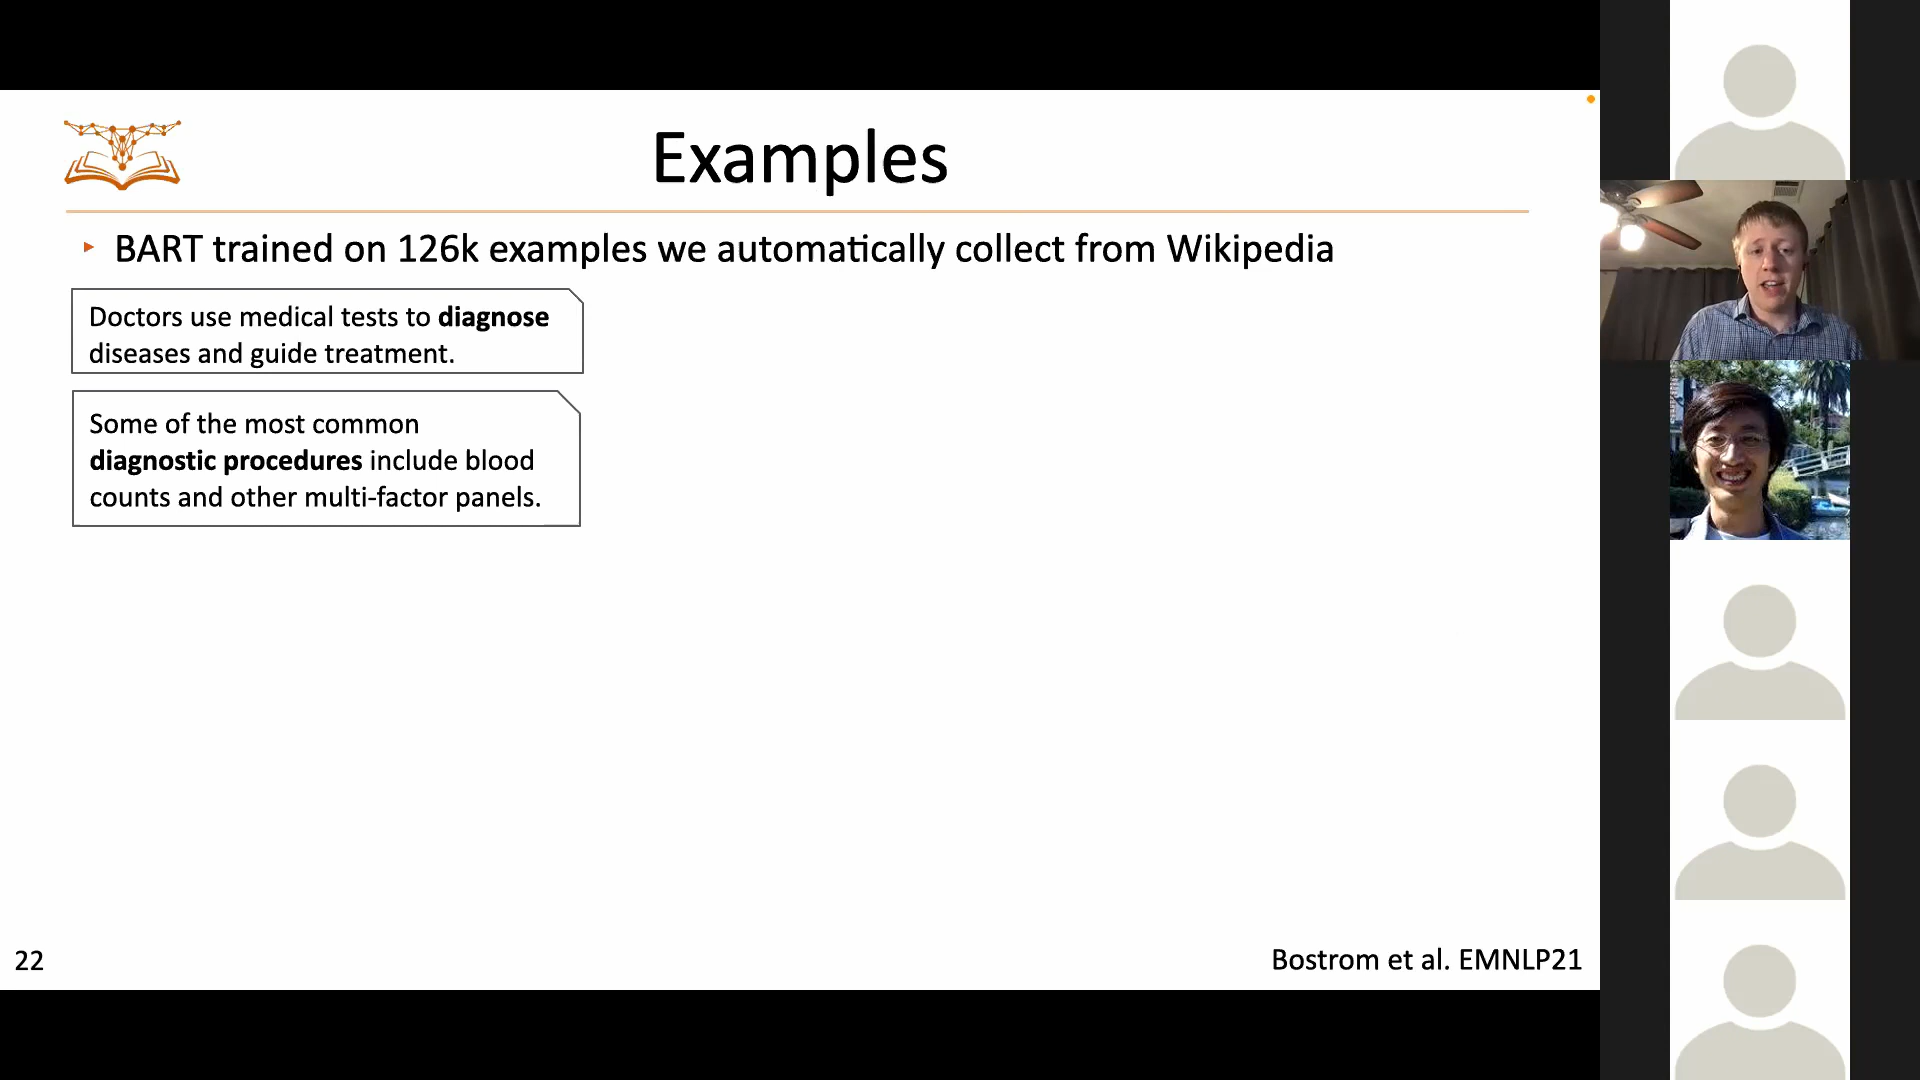 Examples
‣ BART trained on 126k examples we automatically collect from Wikipedia
Doctors use medical tests to diagnose
diseases and guide treatment.
Some of the most common
diagnostic procedures include blood
counts and other multi-factor panels.
22
Bostrom et al. EMNLP21